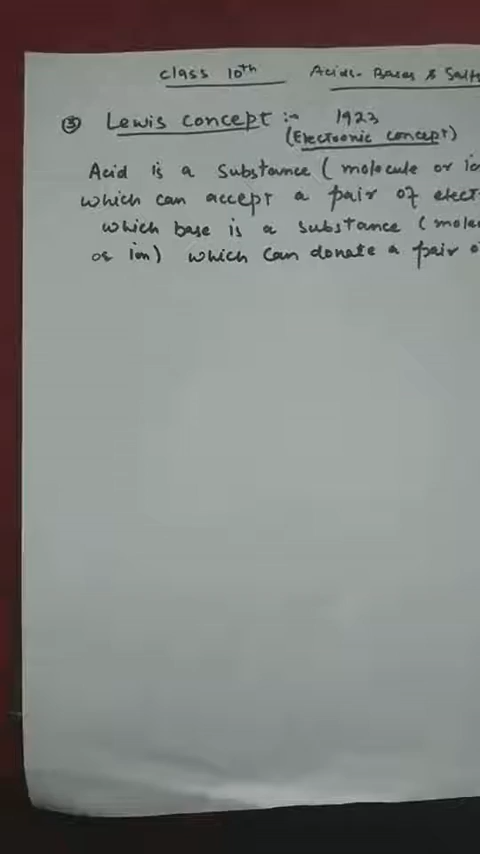 class 10th Acids- Bases & Salts
③ Lewis concept :- 1923
(Electronic concept)
Acid is a substance ( molecule or io
which can accept a pair of elect
which base is a substance ( mole
or ion) which can donate a pair o